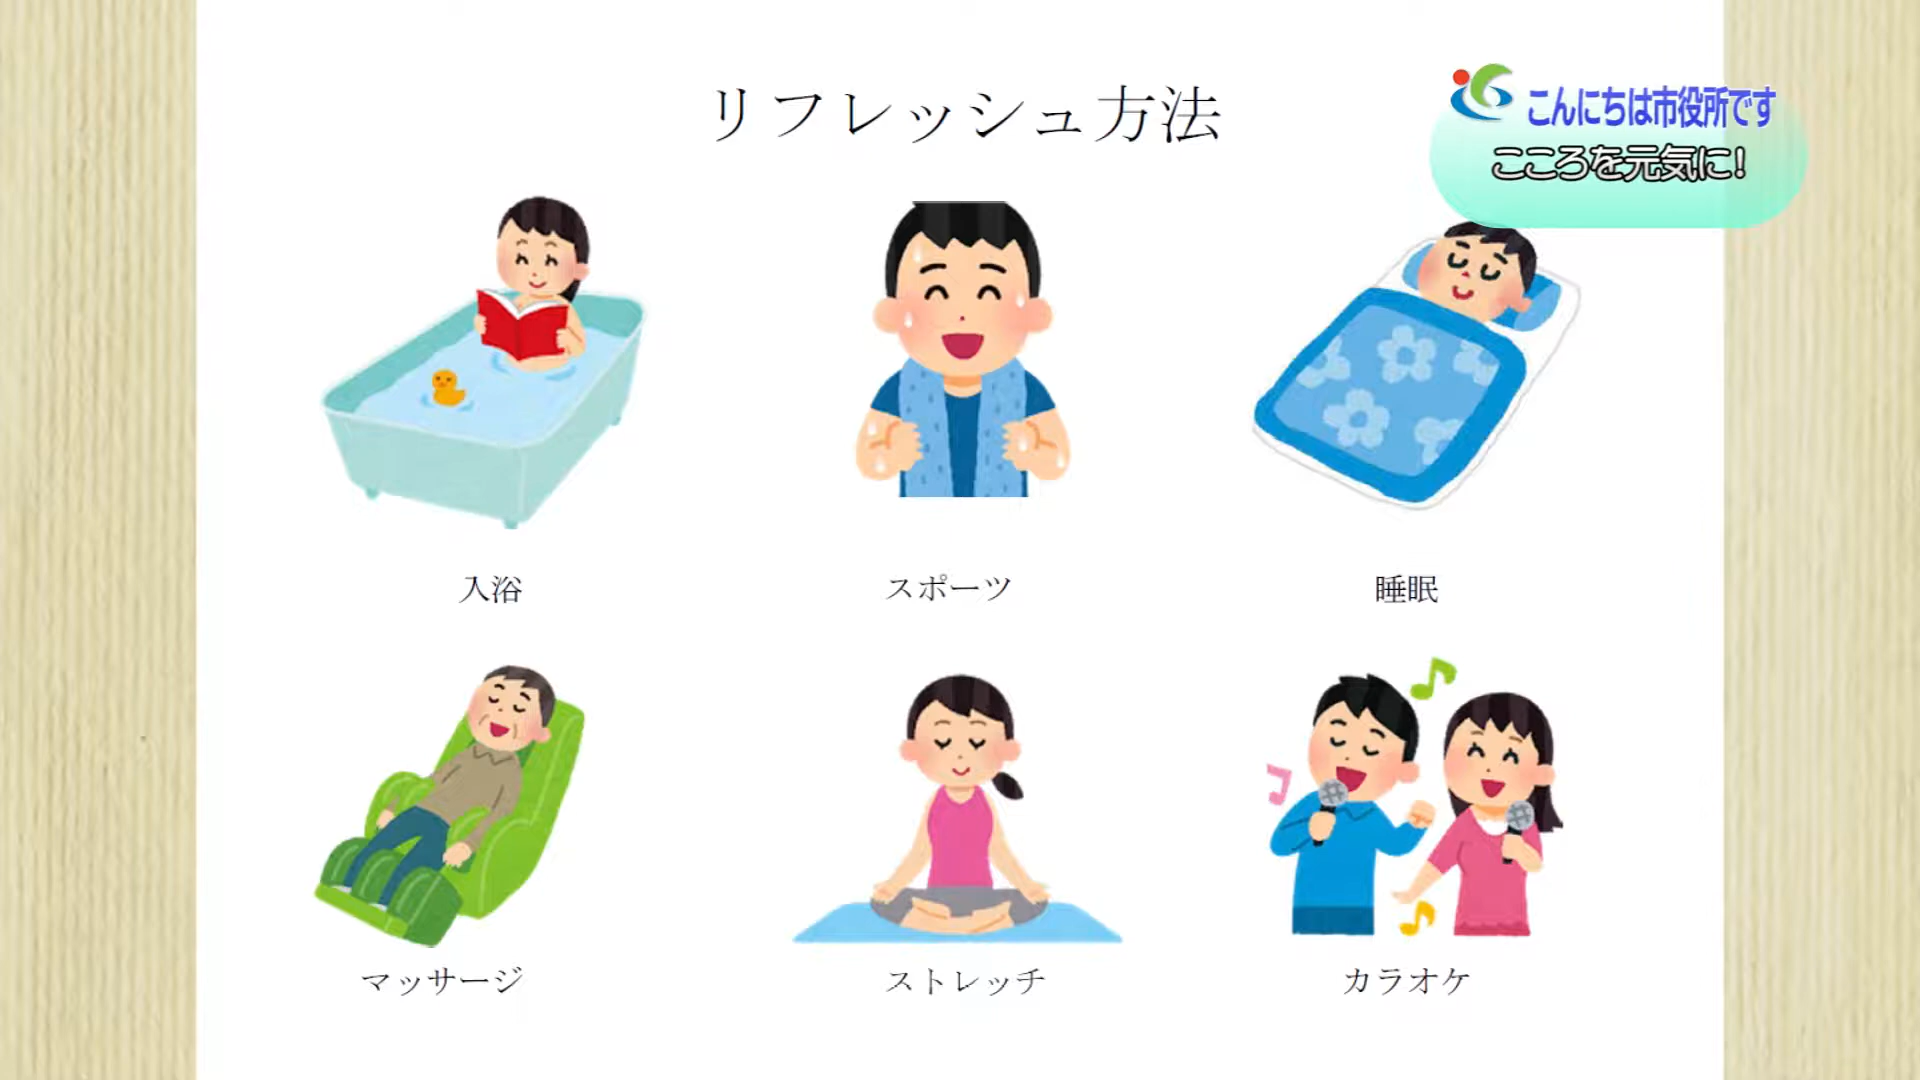 リフレッシュ方法
こんにちは市役所です
こころを元気に!
入浴
スポーツ
睡眠
マッサージ
ストレッチ
カラオケ